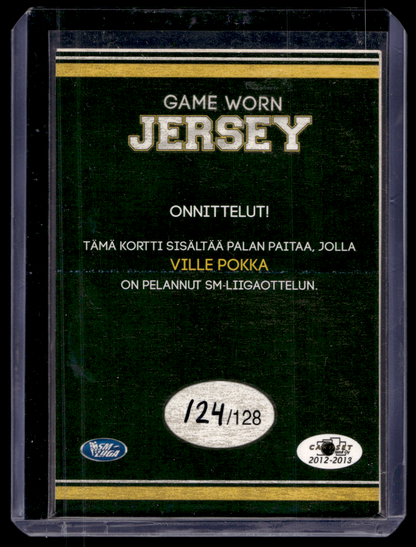 GAME WORN
JERSEY
ONNITTELUT!
TÄMÄ KORTTI SISÄLTÄÄ PALAN PAITAA, JOLLA
VILLE POKKA
ON PELANNUT SM-LIIGAOTTELUN.
124/128
SM-
LIIGA
2012-2013